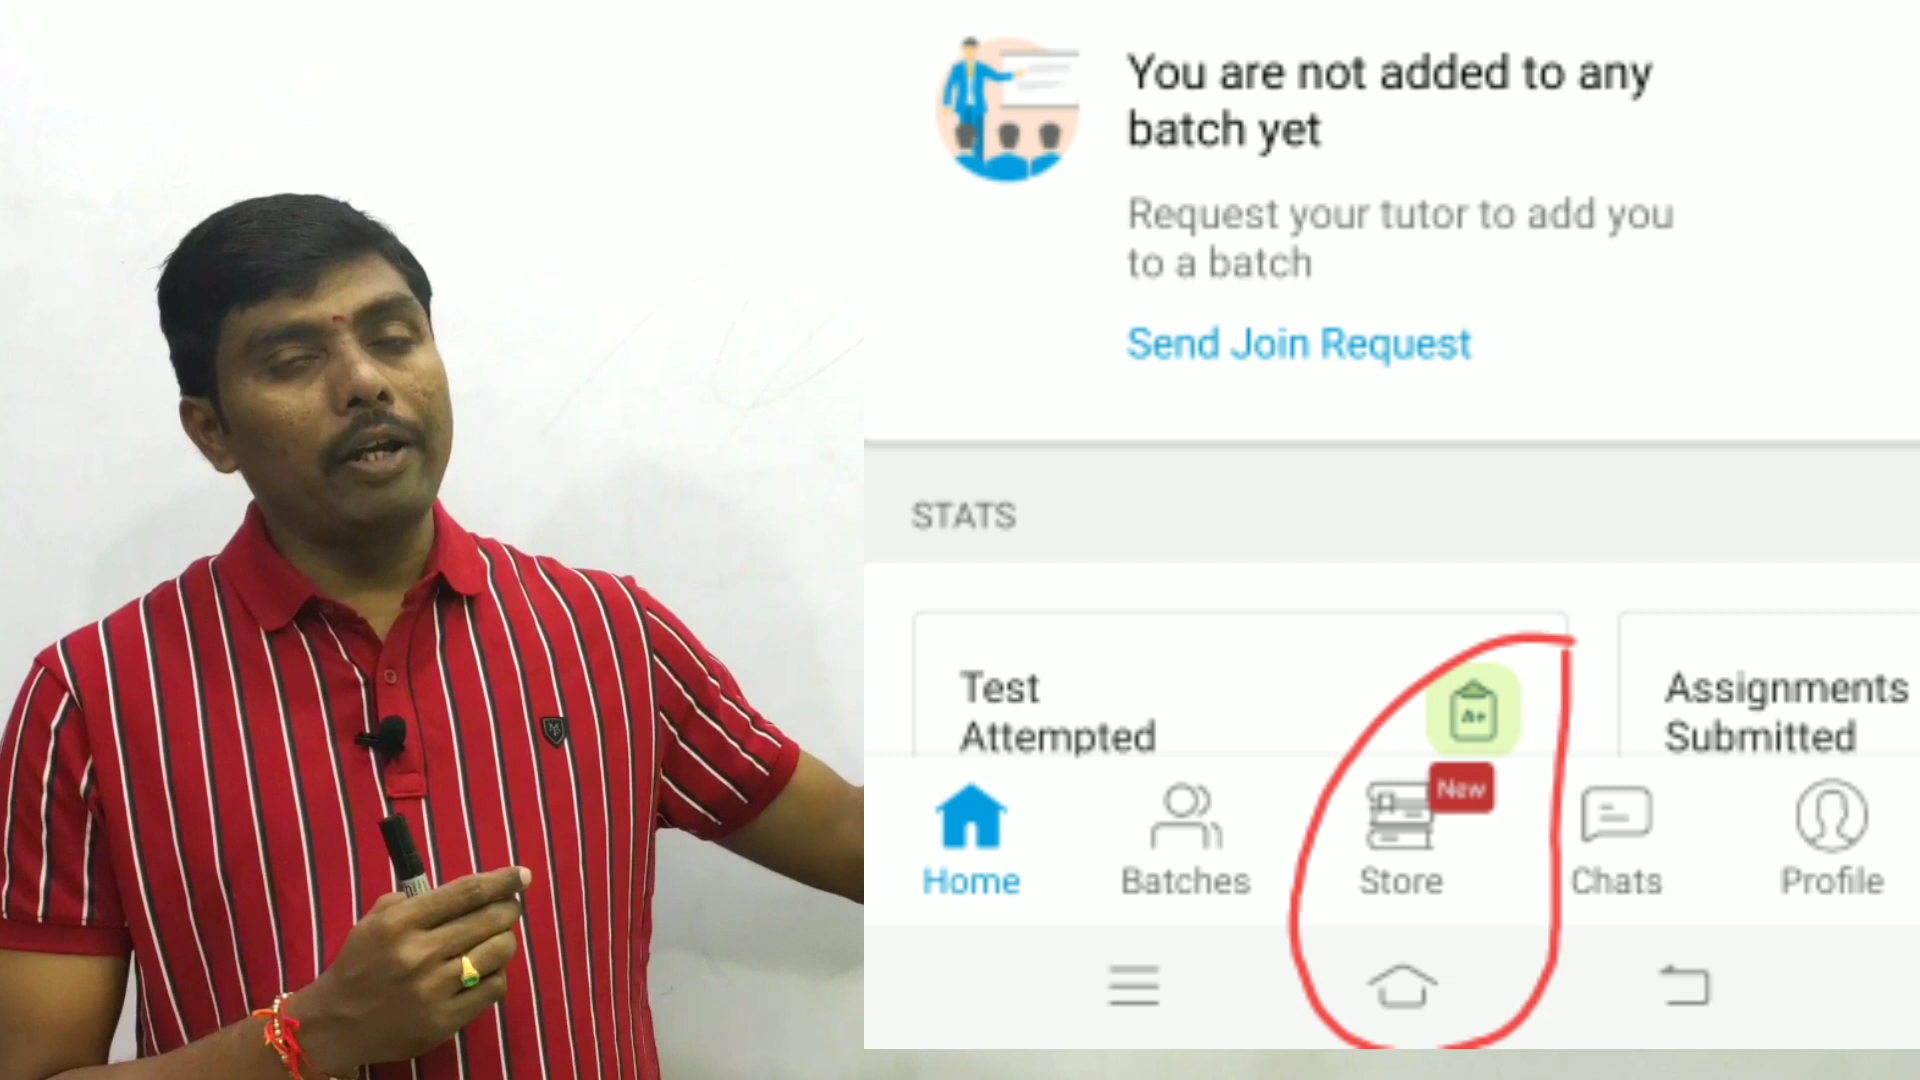 You are not added to any
batch yet
Request your tutor to add you
to a batch
Send Join Request
STATS
Test
Attempted
A+
Assignments
Submitted
New
Home
Batches
Store
Chats
Profile